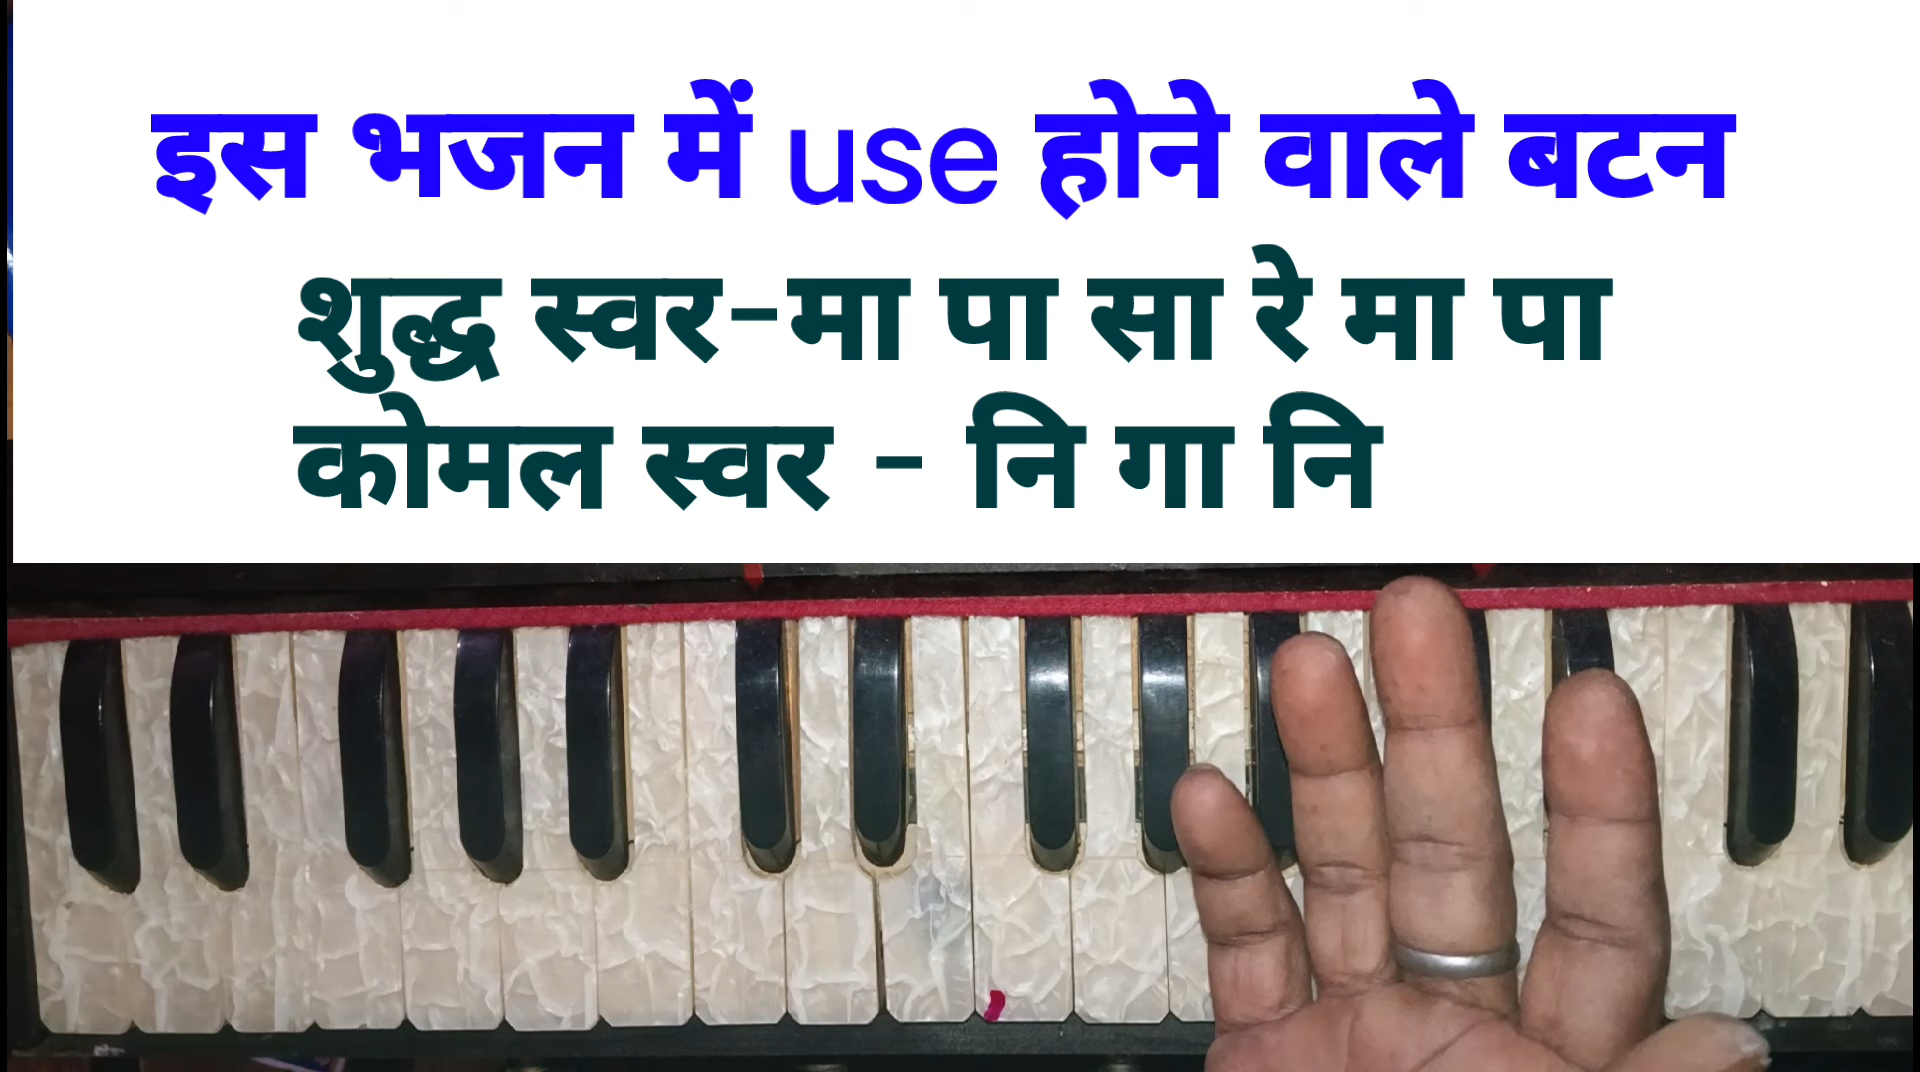 इस भजन में use होने वाले बटन
शुद्ध स्वर-मा पा सा रे मा पा
कोमल स्वर - नि गा नि